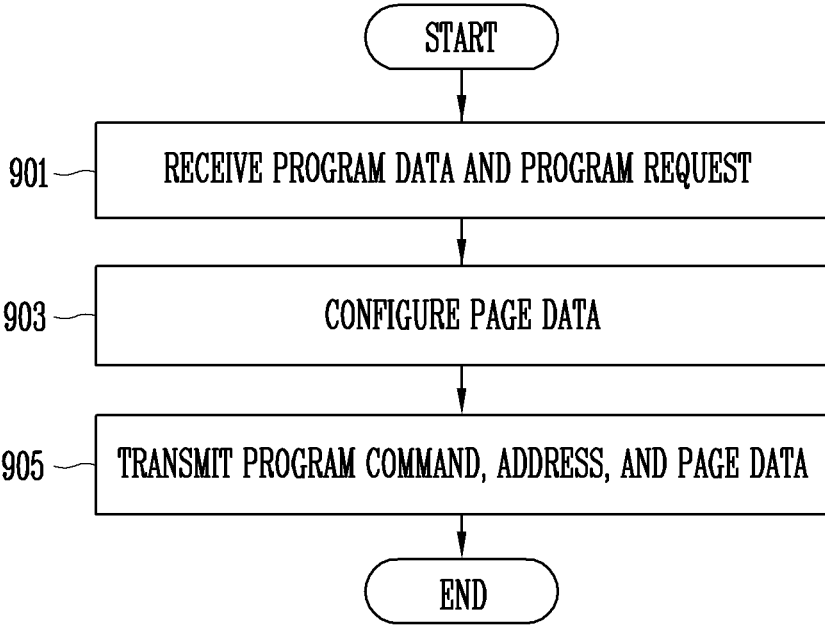 START
901
RECEIVE PROGRAM DATA AND PROGRAM REQUEST
903
CONFIGURE PAGE DATA
905
TRANSMIT PROGRAM COMMAND, ADDRESS, AND PAGE DATA
END